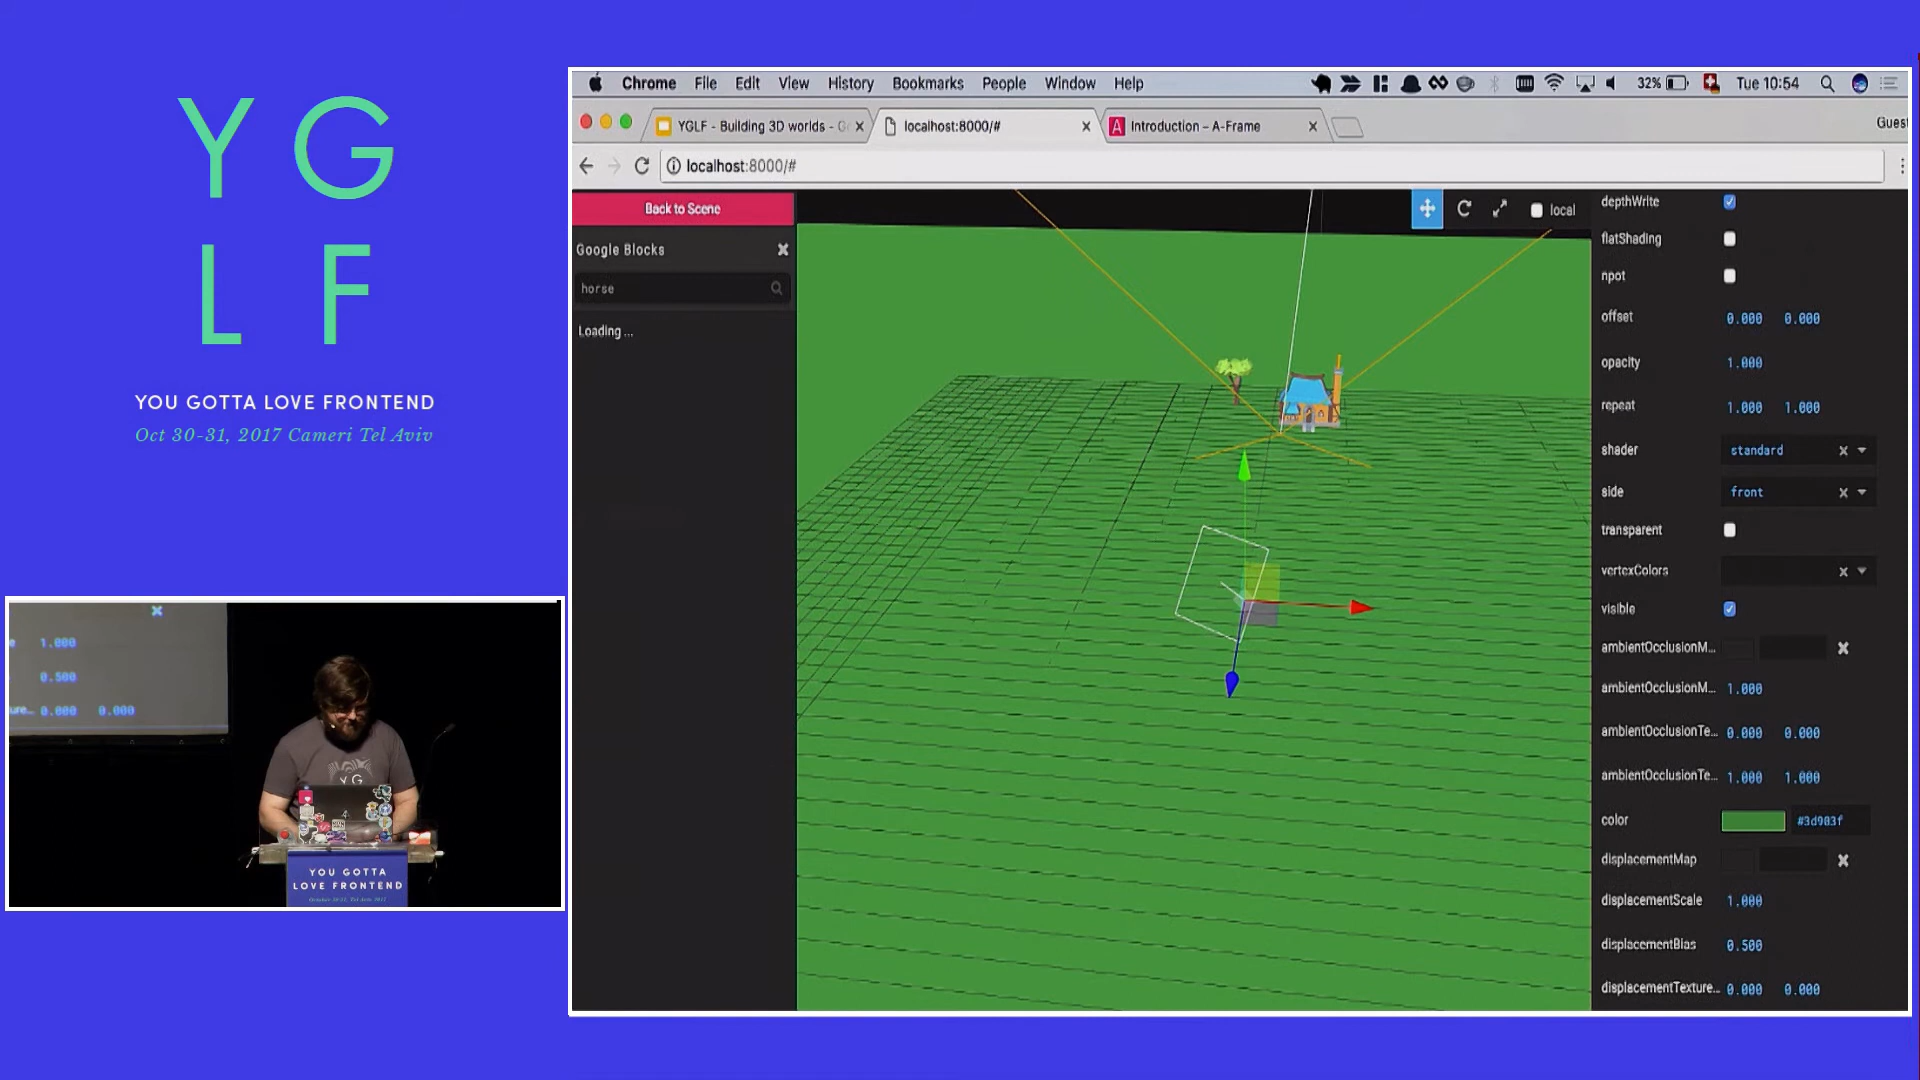 Y G
L F
YOU GOTTA LOVE FRONTEND
Oct 30-31, 2017 Cameri Tel Aviv
Chrome File Edit View History Bookmarks People Window Help
32% Tue 10:54
YGLF - Building 3D worlds -
localhost:8000/#
Introduction – A-Frame
Guest
localhost:8000/#
Back to Scene
Google Blocks
horse
Loading ...
local
depthWrite
flatShading
npot
offset 0.000 0.000
opacity 1.000
repeat 1.000 1.000
shader standard
side front
transparent
vertexColors
visible
ambientOcclusionM...
ambientOcclusionM... 1.000
ambientOcclusionTe... 0.000 0.000
ambientOcclusionTe... 1.000 1.000
color #3d903f
displacementMap
displacementScale 1.000
displacementBias 0.500
displacementTexture... 0.000 0.000
1.000
0.500
0.000 0.000
Y G
YOU GOTTA
LOVE FRONTEND